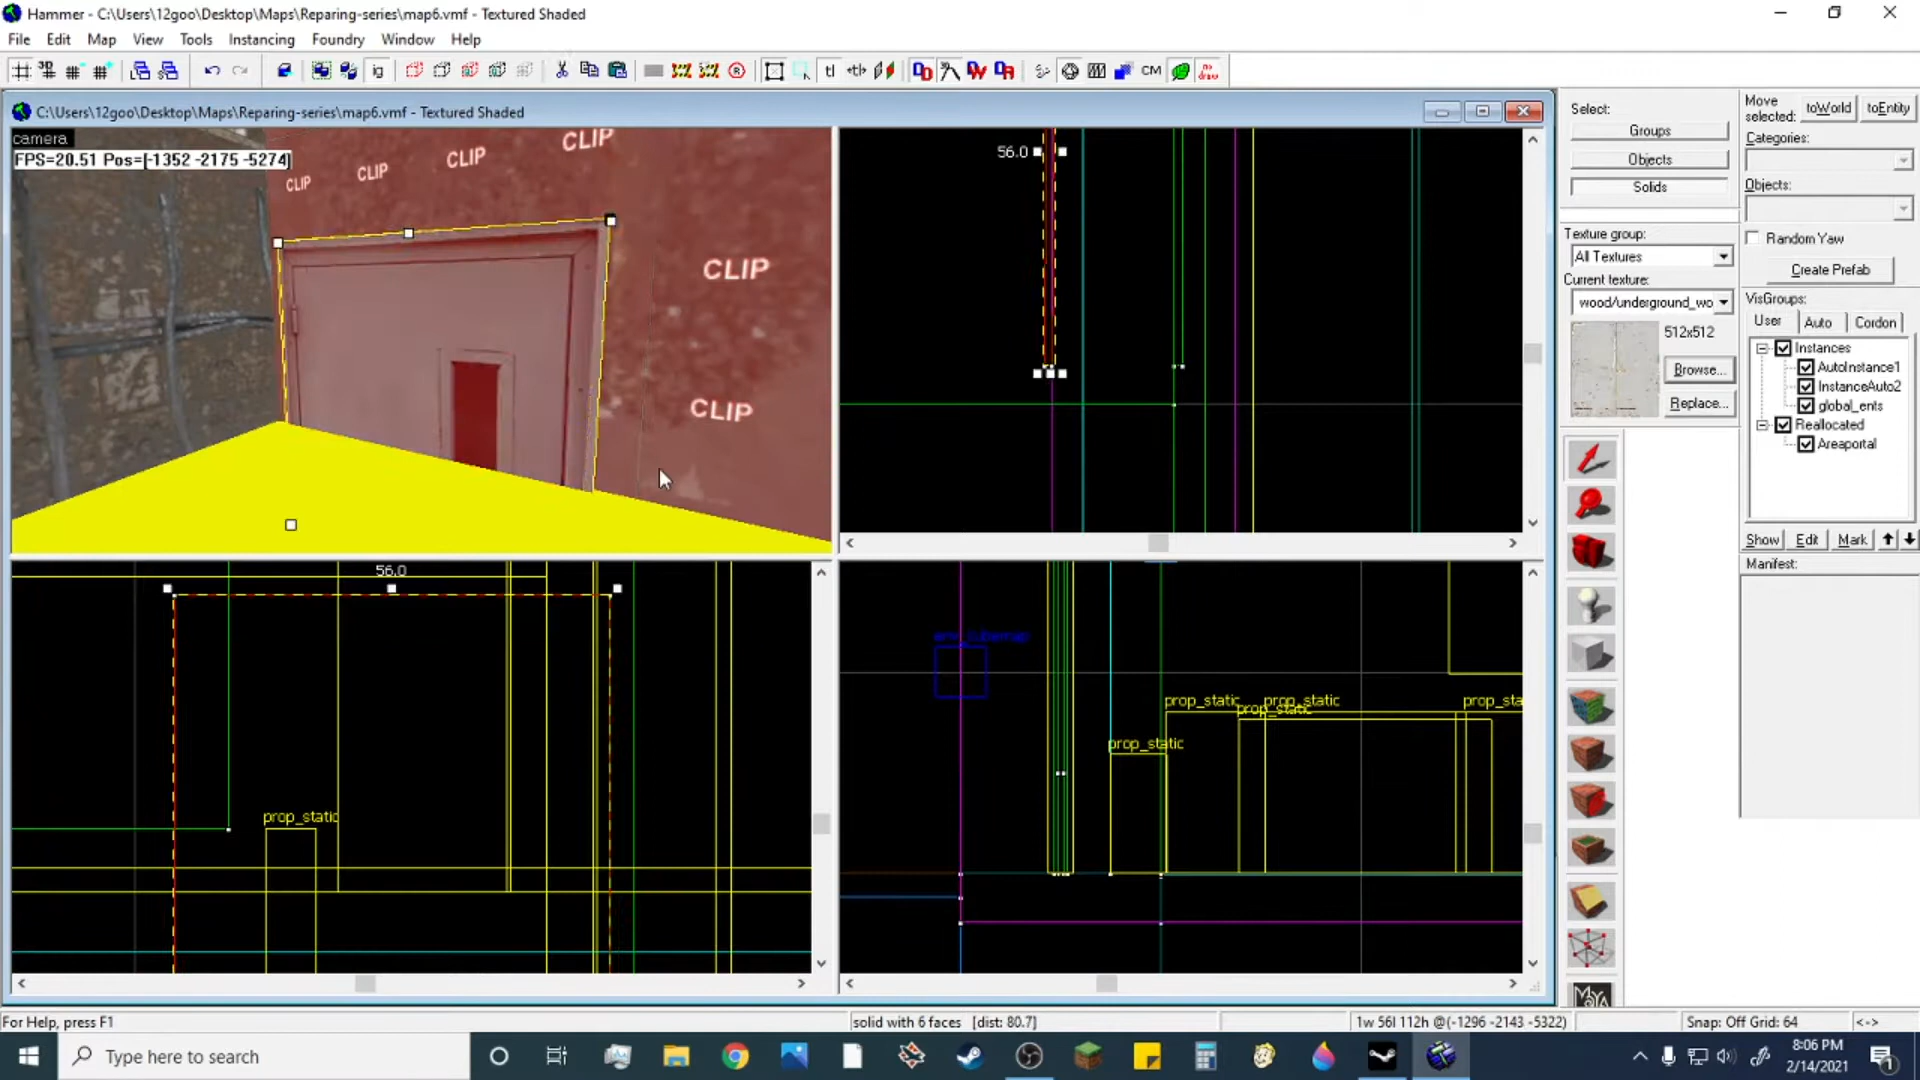 Hammer - C:\Users\12goo\Desktop\Maps\Reparing-series\map6.vmf - Textured Shaded
File Edit Map View Tools Instancing Foundry Window Help
ig tl CM
C:\Users\12goo\Desktop\Maps\Reparing-series\map6.vmf - Textured Shaded
camera
FPS=20.51 Pos=[-1352 -2175 -5274]
CLIP
CLIP
CLIP
CLIP
CLIP
CLIP
56.0
56.0
prop_static
prop_static
prop_static
prop_static
prop_sta
prop_static
Select:
Groups
Objects
Solids
Texture group:
All Textures
Current texture:
wood/underground_wo
512x512
Browse...
Replace...
Move selected:
toWorld
toEntity
Categories:
Objects:
Random Yaw
Create Prefab
VisGroups:
User Auto Cordon
Instances
AutoInstance1
InstanceAuto2
global_ents
Reallocated
Areaportal
Show Edit Mark
Manifest:
For Help, press F1
solid with 6 faces [dist: 80.7]
1w 56l 112h @(-1296 -2143 -5322)
Snap: Off Grid: 64
<->
Type here to search
8:06 PM
2/14/2021
1